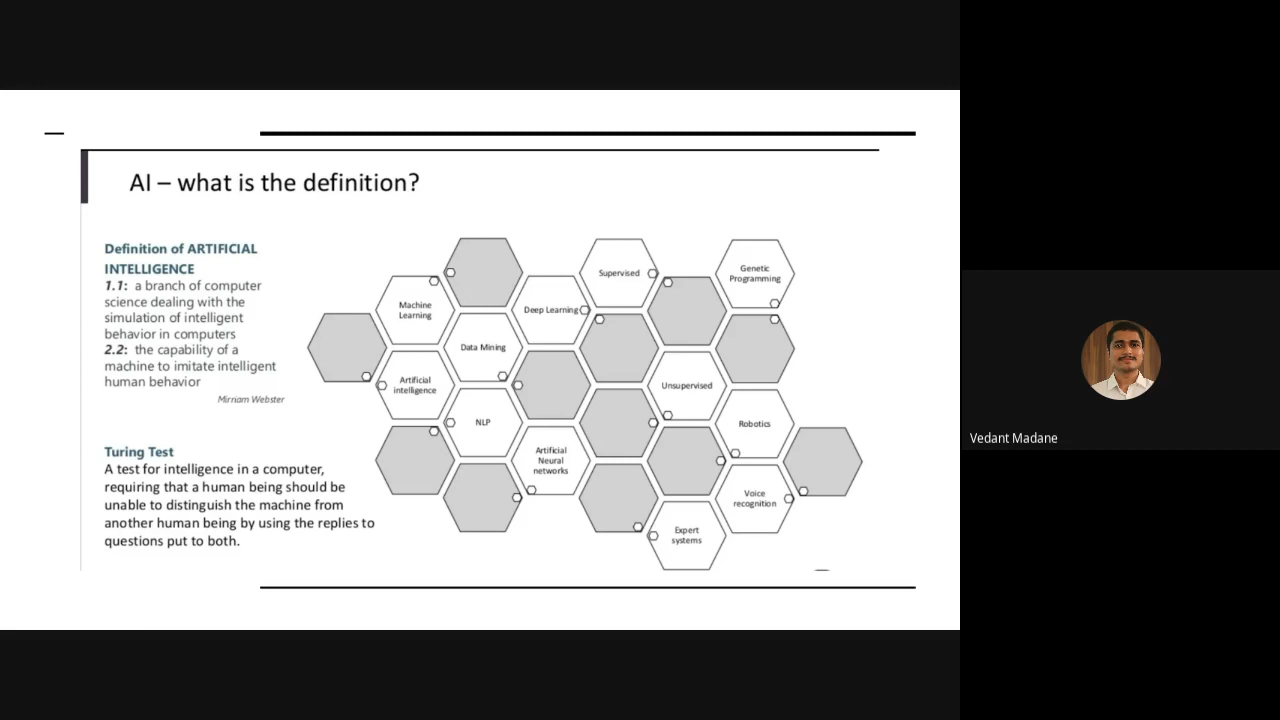 AI – what is the definition?
Definition of ARTIFICIAL
INTELLIGENCE
1.1: a branch of computer
science dealing with the
simulation of intelligent
behavior in computers
2.2: the capability of a
machine to imitate intelligent
human behavior
Mirriam Webster
Turing Test
A test for intelligence in a computer,
requiring that a human being should be
unable to distinguish the machine from
another human being by using the replies to
questions put to both.
Machine
Learning
Artificial
intelligence
Data Mining
NLP
Deep Learning
Artificial
Neural
networks
Supervised
Unsupervised
Expert
systems
Genetic
Programming
Robotics
Voice
recognition
Vedant Madane